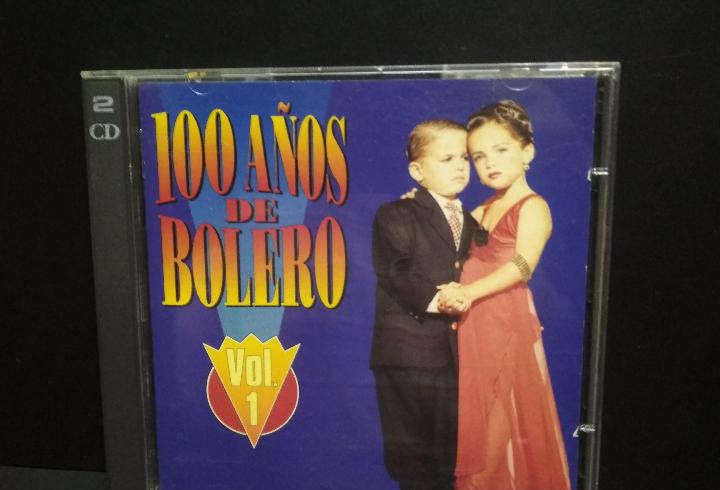 2
CD
100 AÑOS
DE
BOLERO
Vol.
1